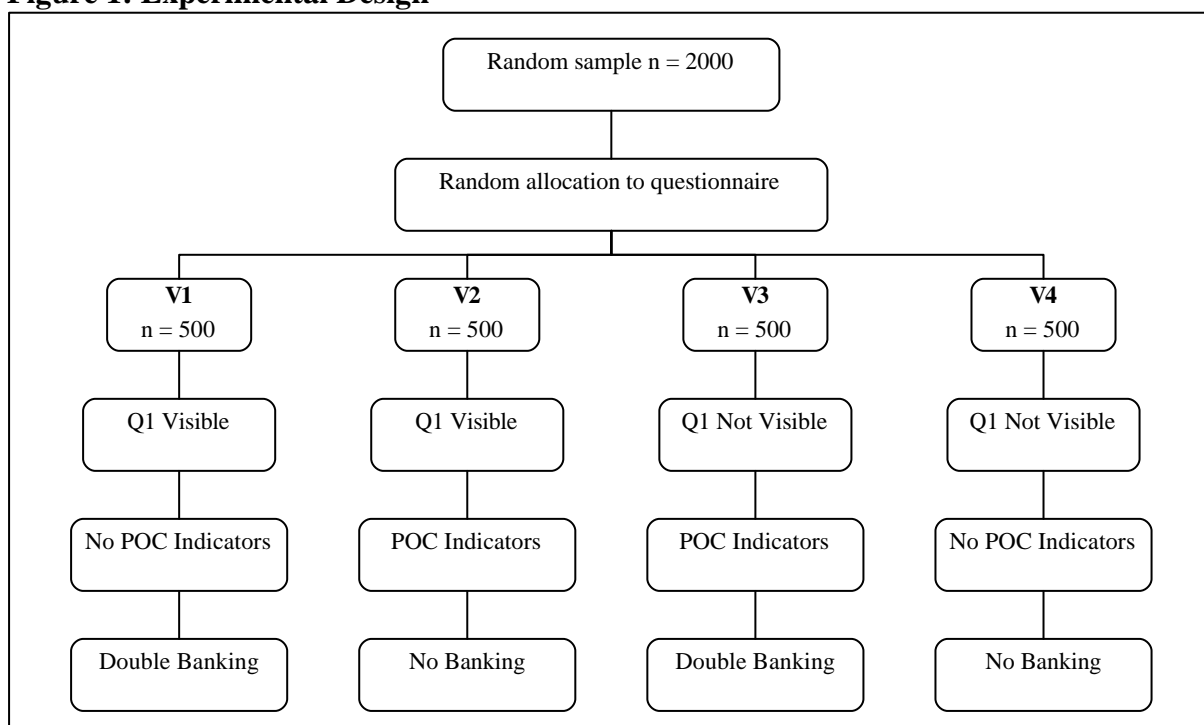 Figure 1: Experimental Design
Random sample n = 2000
Random allocation to questionnaire
V1
n = 500
V2
n = 500
V3
n = 500
V4
n = 500
Q1 Visible
Q1 Visible
Q1 Not Visible
Q1 Not Visible
No POC Indicators
POC Indicators
POC Indicators
No POC Indicators
Double Banking
No Banking
Double Banking
No Banking